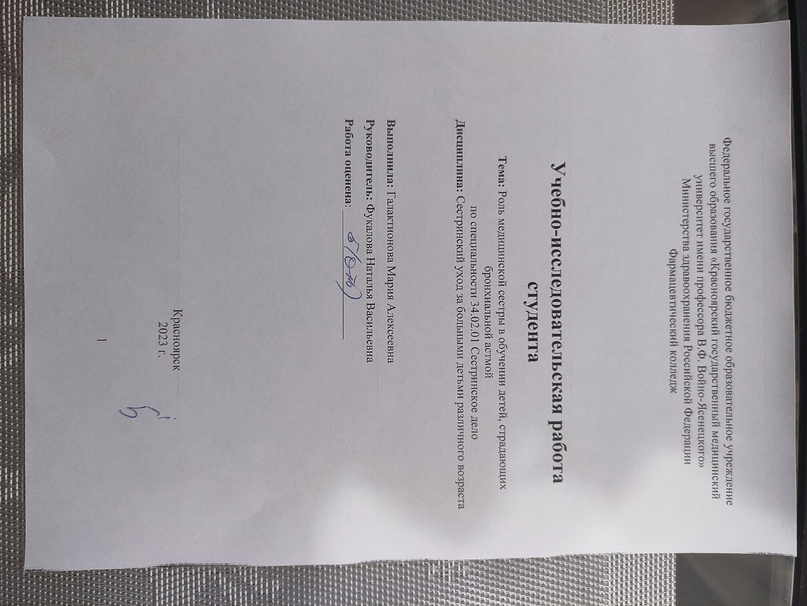 Федеральное государственное бюджетное образовательное учреждение
высшего образования «Красноярский государственный медицинский
университет имени профессора В.Ф. Войно-Ясенецкого»
Министерства здравоохранения Российской Федерации
Фармацевтический колледж
Учебно-исследовательская работа
студента
Тема: Роль медицинской сестры в обучении детей, страдающих
бронхиальной астмой
по специальности 34.02.01 Сестринское дело
Дисциплина: Сестринский уход за больными детьми различного возраста
Выполнила: Галактионова Мария Алексеевна
Руководитель: Фукалова Наталья Васильевна
Работа оценена: 5 (отл)
Красноярск
2023 г.
1